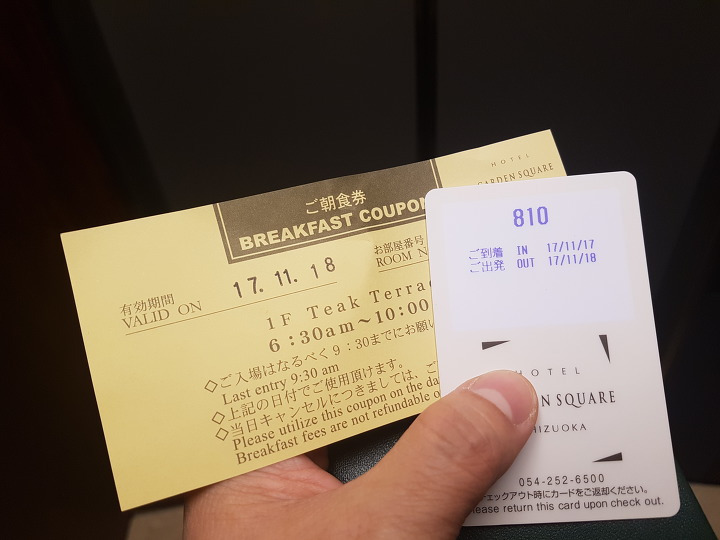 ご朝食券
BREAKFAST COUPON
HOTEL
GARDEN SQUARE
有効期間
VALID ON 17.11.18
お部屋番号
ROOM
1F Teak Terrac
6:30am~10:00
◇ご入場はなるべく9:30までにお願い
Last entry 9:30 am
◇上記の日付でご使用頂けます。
◇当日キャンセルにつきましては、ご
Please utilize this coupon on the da
Breakfast fees are not refundable
810
ご到着 IN 17/11/17
ご出発 OUT 17/11/18
HOTEL
DEN SQUARE
HIZUOKA
054-252-6500
チェックアウト時にカードをご返却ください。
lease return this card upon check out.